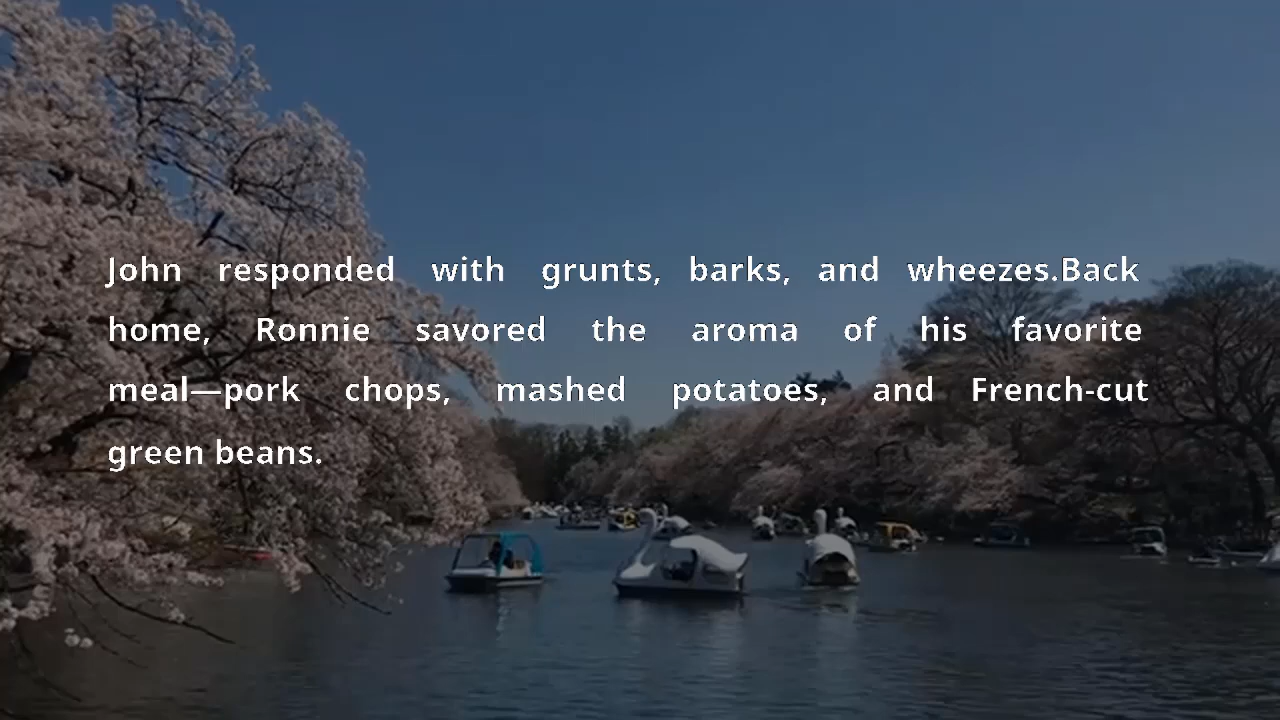 John responded with grunts, barks, and wheezes.Back
home, Ronnie savored the aroma of his favorite
meal—pork chops, mashed potatoes, and French-cut
green beans.